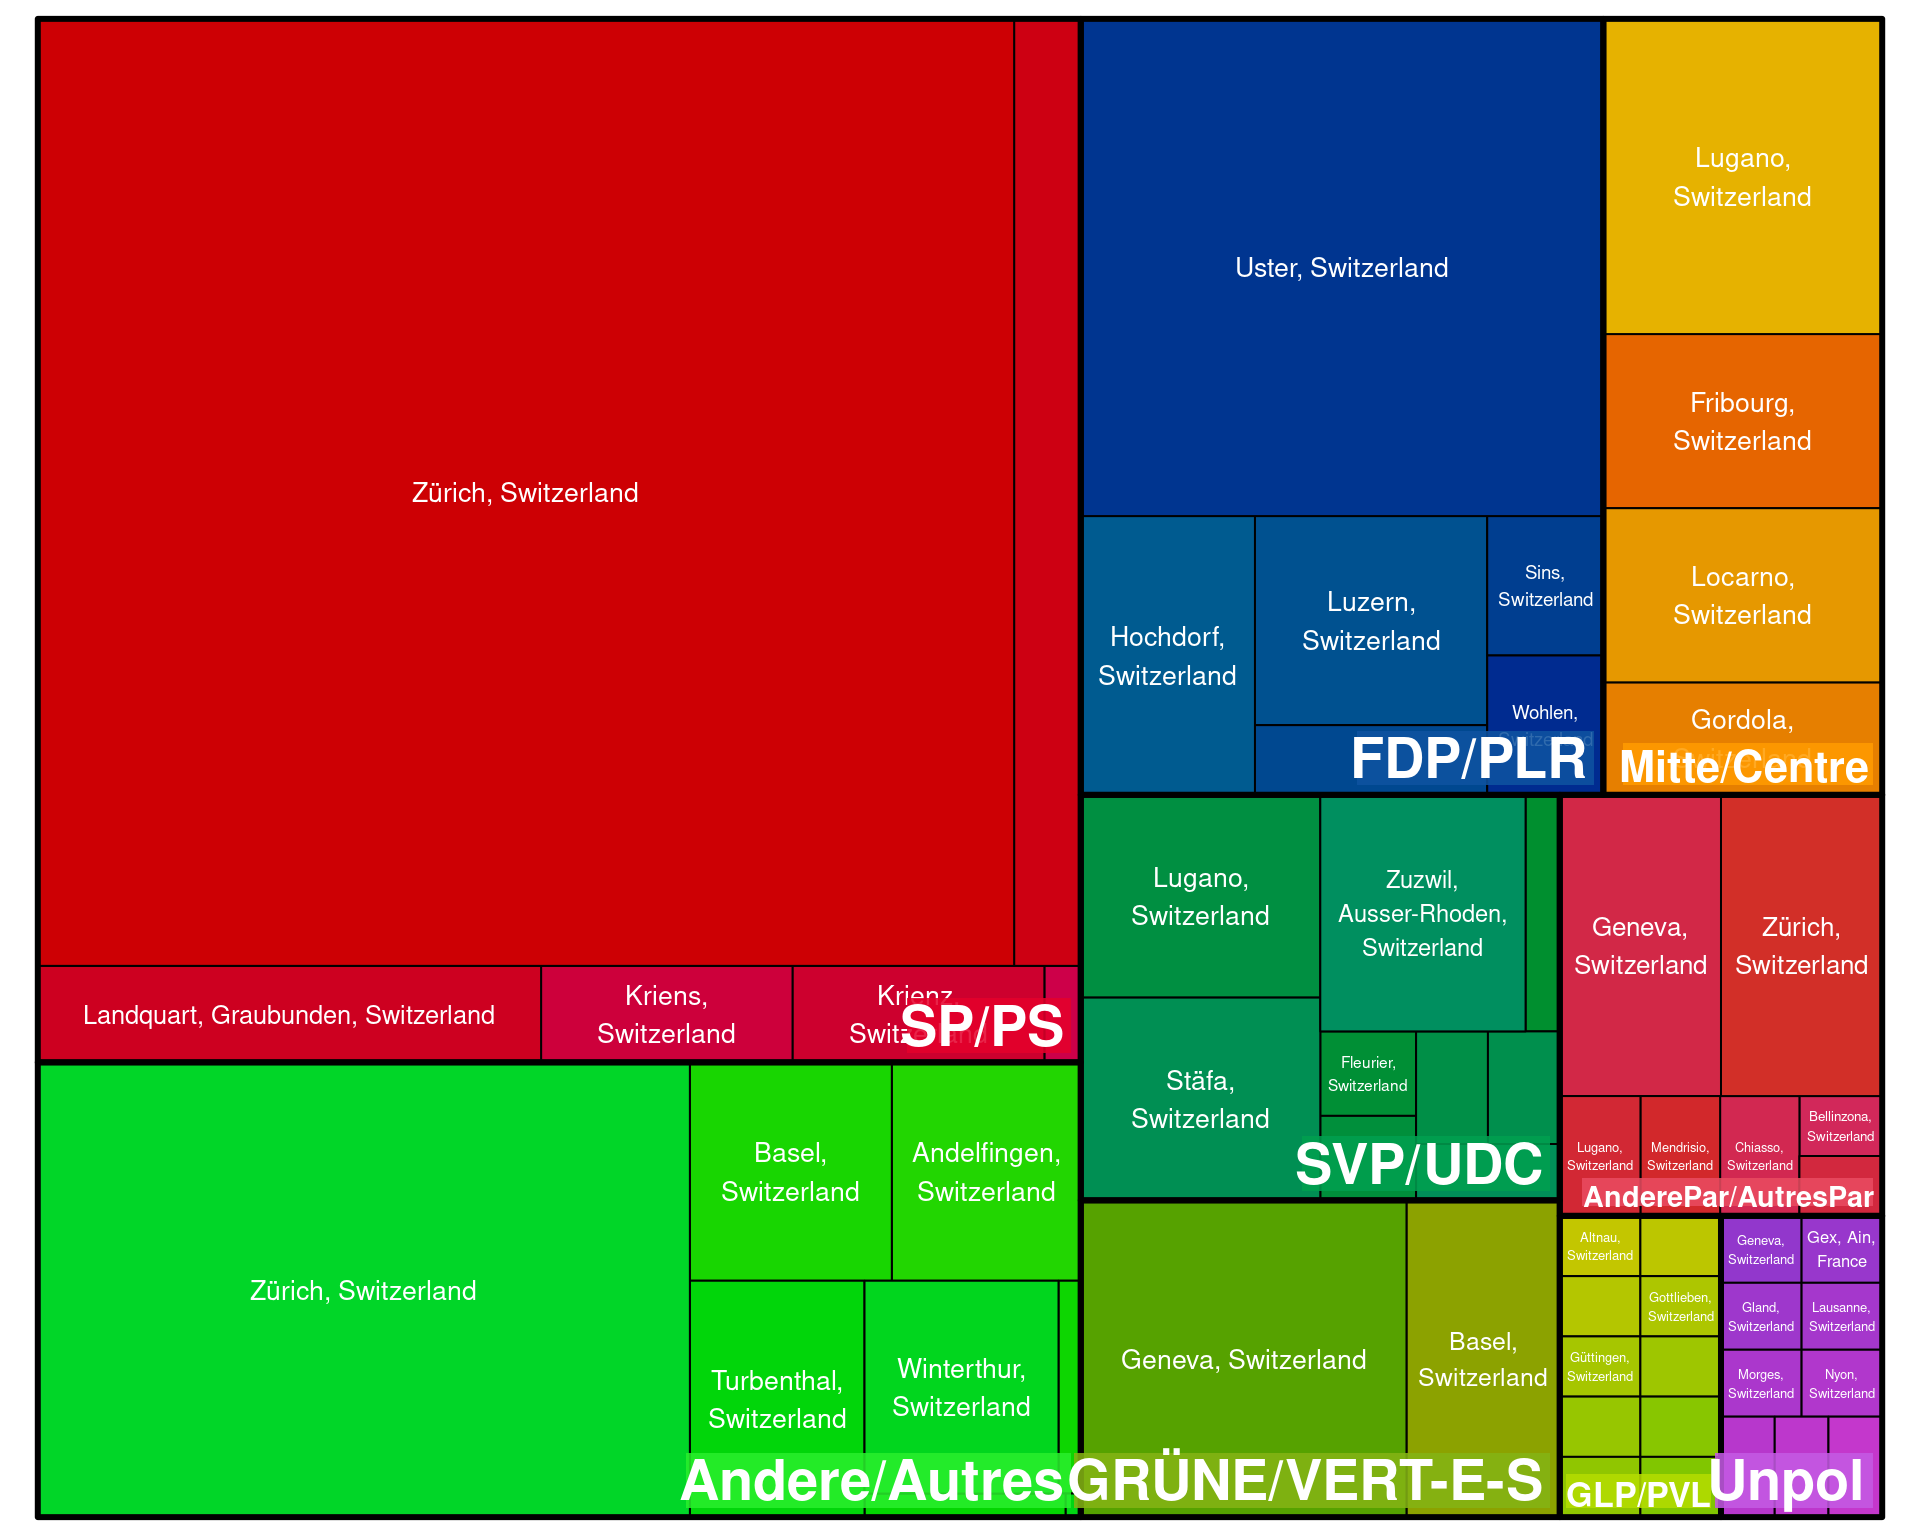 Zürich, Switzerland
Landquart, Graubunden, Switzerland
Kriens,
Switzerland
Krienz,
Switzerland
SP/PS
Uster, Switzerland
Hochdorf,
Switzerland
Luzern,
Switzerland
Sins,
Switzerland
Wohlen,
Switzerland
FDP/PLR
Lugano,
Switzerland
Fribourg,
Switzerland
Locarno,
Switzerland
Gordola,
Switzerland
Mitte/Centre
Zürich, Switzerland
Basel,
Switzerland
Andelfingen,
Switzerland
Turbenthal,
Switzerland
Winterthur,
Switzerland
Andere/Autres
Lugano,
Switzerland
Zuzwil,
Ausser-Rhoden,
Switzerland
Stäfa,
Switzerland
Fleurier,
Switzerland
SVP/UDC
Geneva, Switzerland
Basel,
Switzerland
GRÜNE/VERT-E-S
Geneva,
Switzerland
Zürich,
Switzerland
Lugano,
Switzerland
Mendrisio,
Switzerland
Chiasso,
Switzerland
Bellinzona,
Switzerland
AnderePar/AutresPar
Altnau,
Switzerland
Gottlieben,
Switzerland
Güttingen,
Switzerland
GLP/PVL
Geneva,
Switzerland
Gex, Ain,
France
Gland,
Switzerland
Lausanne,
Switzerland
Morges,
Switzerland
Nyon,
Switzerland
Unpol